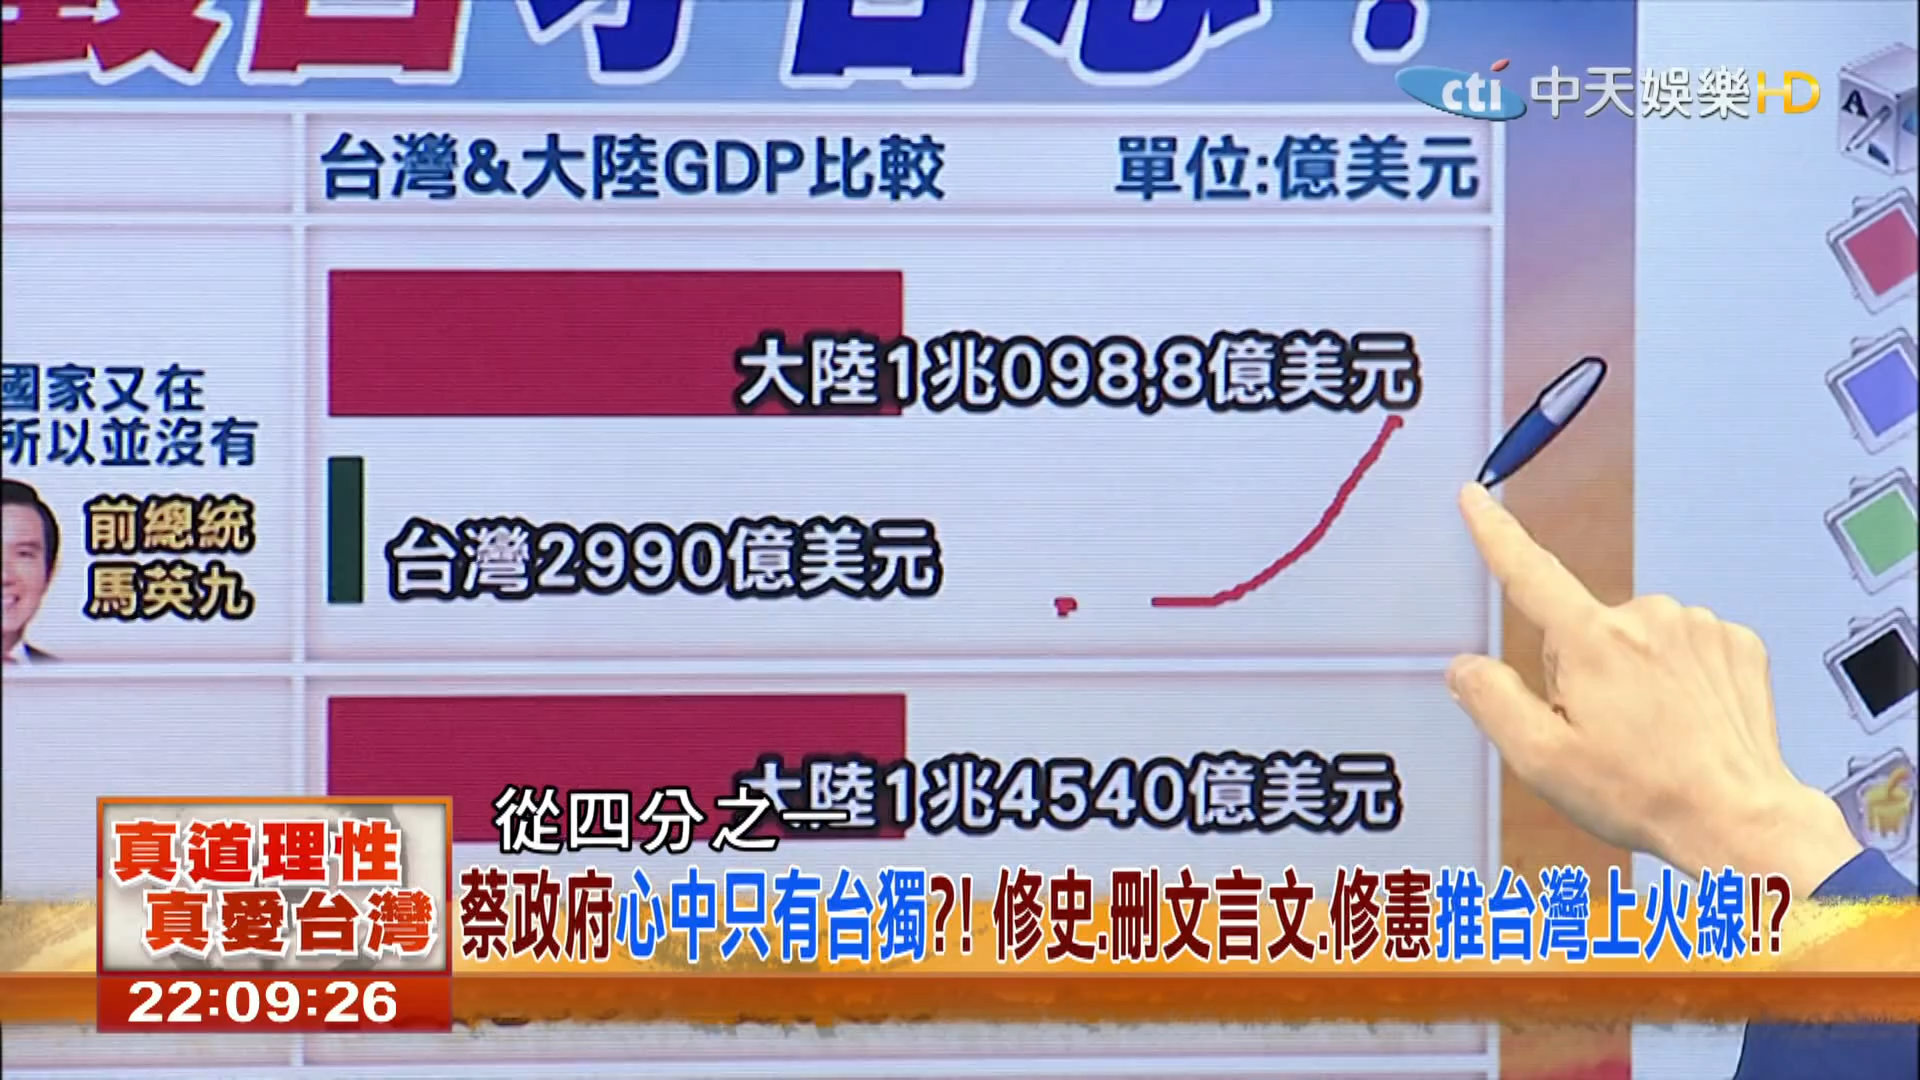 cti 中天娛樂HD
台灣&大陸GDP比較 單位:億美元
大陸1兆098,8億美元
國家又在
所以並沒有
前總統
馬英九
台灣2990億美元
大陸1兆4540億美元
從四分之一
真道理性
真愛台灣
蔡政府心中只有台獨?! 修史.刪文言文.修憲推台灣上火線!?
22:09:26